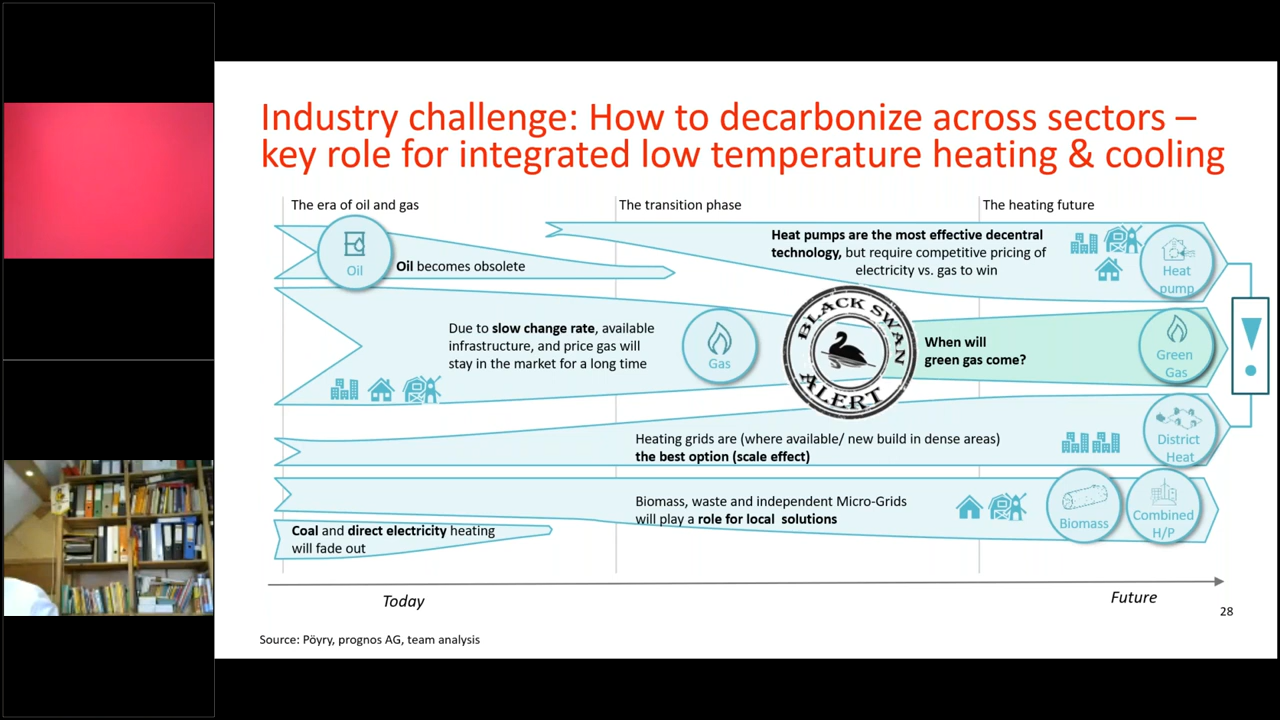 Industry challenge: How to decarbonize across sectors –
key role for integrated low temperature heating & cooling
The era of oil and gas
The transition phase
The heating future
Oil
Oil becomes obsolete
Heat pumps are the most effective decentral
technology, but require competitive pricing of
electricity vs. gas to win
Heat
pump
Due to slow change rate, available
infrastructure, and price gas will
stay in the market for a long time
Gas
BLACK SWAN
ALERT
When will
green gas come?
Green
Gas
Heating grids are (where available/ new build in dense areas)
the best option (scale effect)
District
Heat
Biomass, waste and independent Micro-Grids
will play a role for local solutions
Biomass
Combined
H/P
Coal and direct electricity heating
will fade out
Today
Future
28
Source: Pöyry, prognos AG, team analysis